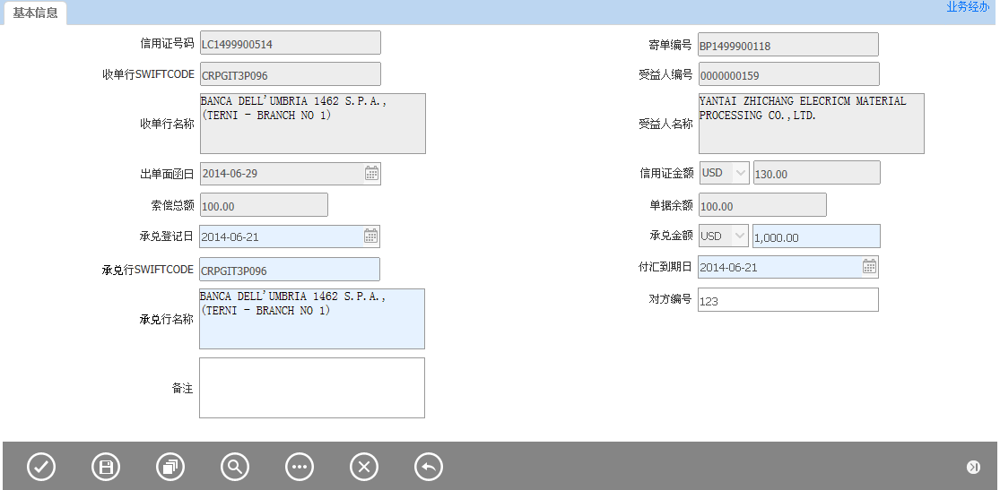 基本信息
业务经办
信用证号码 LC1499900514
寄单编号 BP1499900118
收单行SWIFTCODE CRPGIT3P096
受益人编号 0000000159
收单行名称 BANCA DELL'UMBRIA 1462 S.P.A.,
(TERNI - BRANCH NO 1)
受益人名称 YANTAI ZHICHANG ELECRICM MATERIAL
PROCESSING CO.,LTD.
出单面函日 2014-06-29
信用证金额 USD 130.00
索偿总额 100.00
单据余额 100.00
承兑登记日 2014-06-21
承兑金额 USD 1,000.00
承兑行SWIFTCODE CRPGIT3P096
付汇到期日 2014-06-21
承兑行名称 BANCA DELL'UMBRIA 1462 S.P.A.,
(TERNI - BRANCH NO 1)
对方编号 123
备注